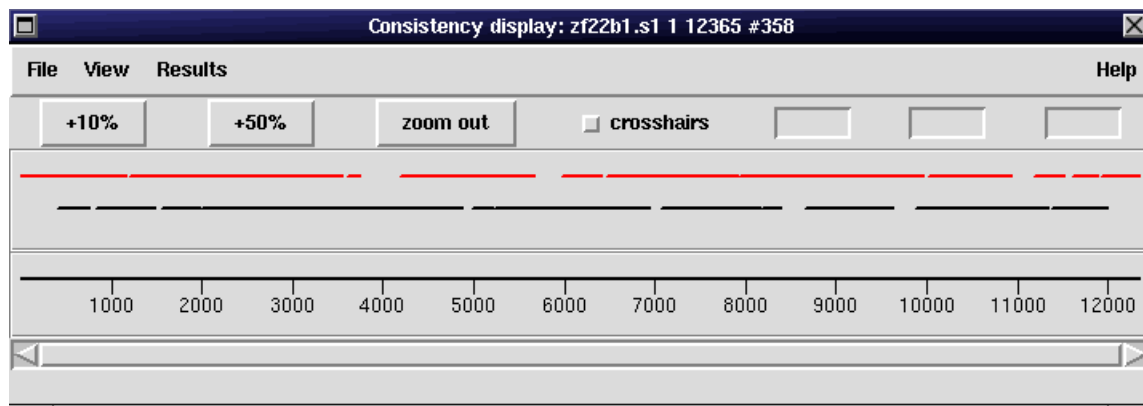 Consistency display: zf22b1.s1 1 12365 #358
File View Results Help
+10% +50% zoom out crosshairs
1000 2000 3000 4000 5000 6000 7000 8000 9000 10000 11000 12000